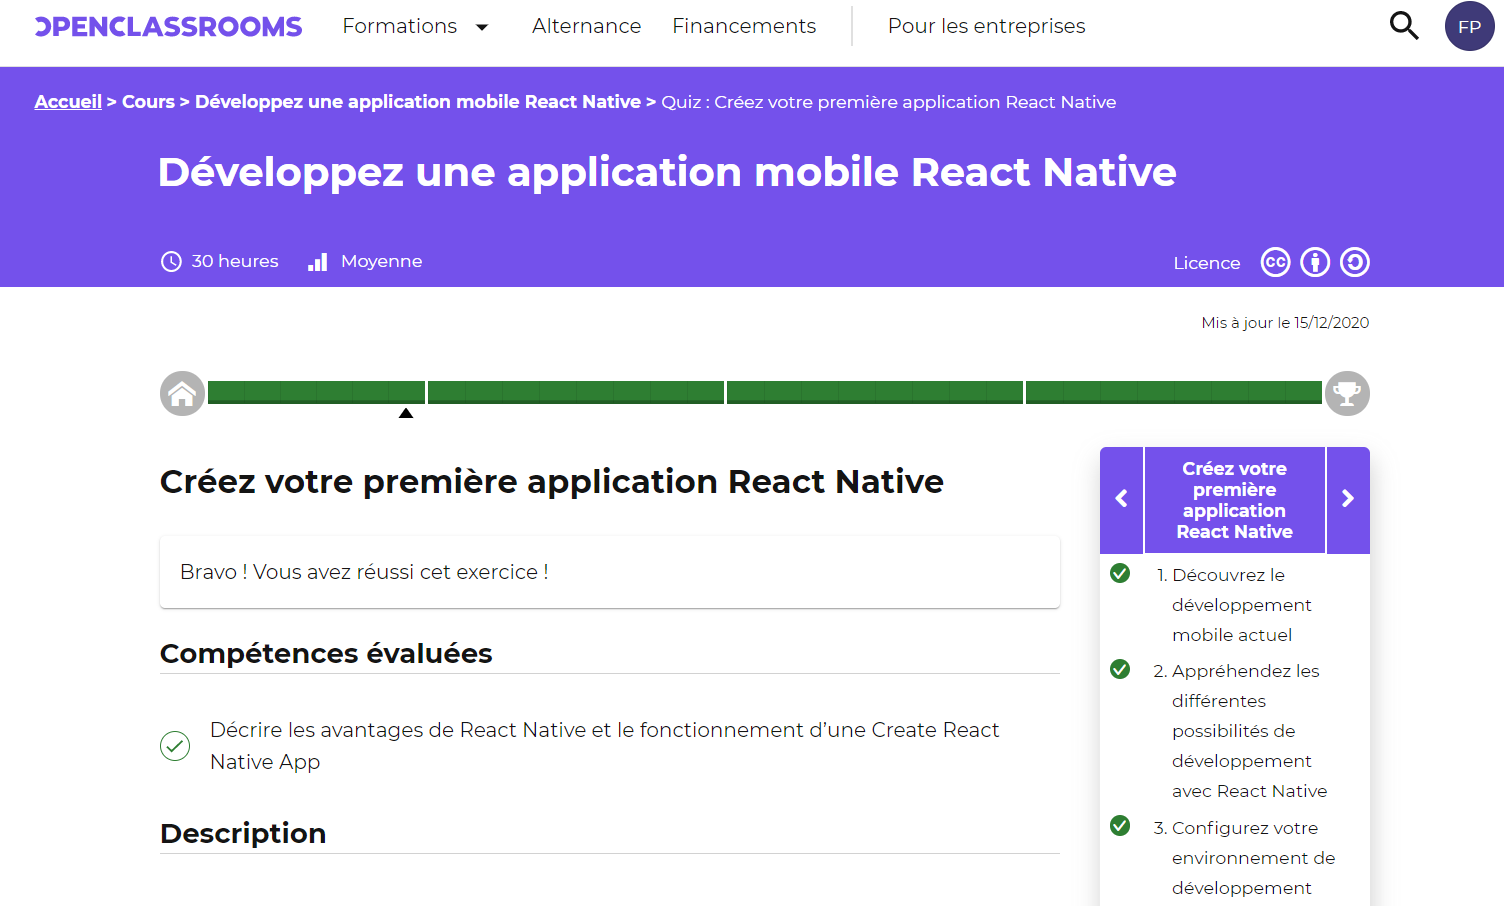 OPENCLASSROOMS Formations Alternance Financements Pour les entreprises FP
Accueil > Cours > Développez une application mobile React Native > Quiz : Créez votre première application React Native
Développez une application mobile React Native
30 heures Moyenne Licence CC
Mis à jour le 15/12/2020
Créez votre première application React Native
Bravo ! Vous avez réussi cet exercice !
Compétences évaluées
Décrire les avantages de React Native et le fonctionnement d’une Create React
Native App
Description
Créez votre
première
application
React Native
1. Découvrez le
développement
mobile actuel
2. Appréhendez les
différentes
possibilités de
développement
avec React Native
3. Configurez votre
environnement de
développement